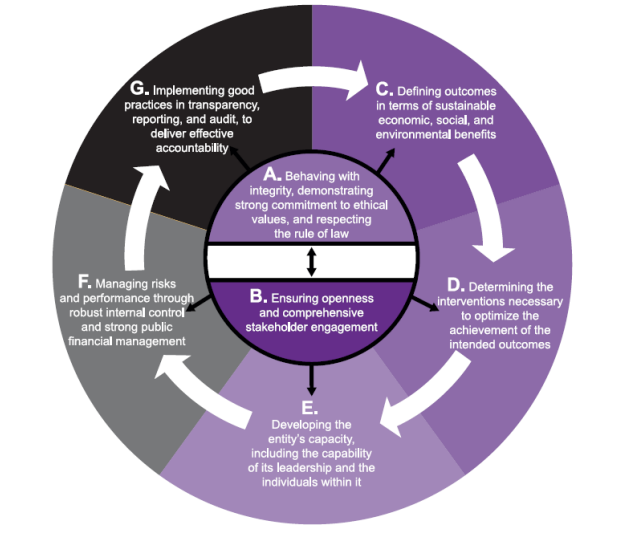 G. Implementing good
practices in transparency,
reporting, and audit, to
deliver effective
accountability
C. Defining outcomes
in terms of sustainable
economic, social, and
environmental benefits
A. Behaving with
integrity, demonstrating
strong commitment to ethical
values, and respecting
the rule of law
B. Ensuring openness
and comprehensive
stakeholder engagement
D. Determining the
interventions necessary
to optimize the
achievement of the
intended outcomes
E.
Developing the
entity's capacity,
including the capability
of its leadership and the
individuals within it
F. Managing risks
and performance through
robust internal control
and strong public
financial management